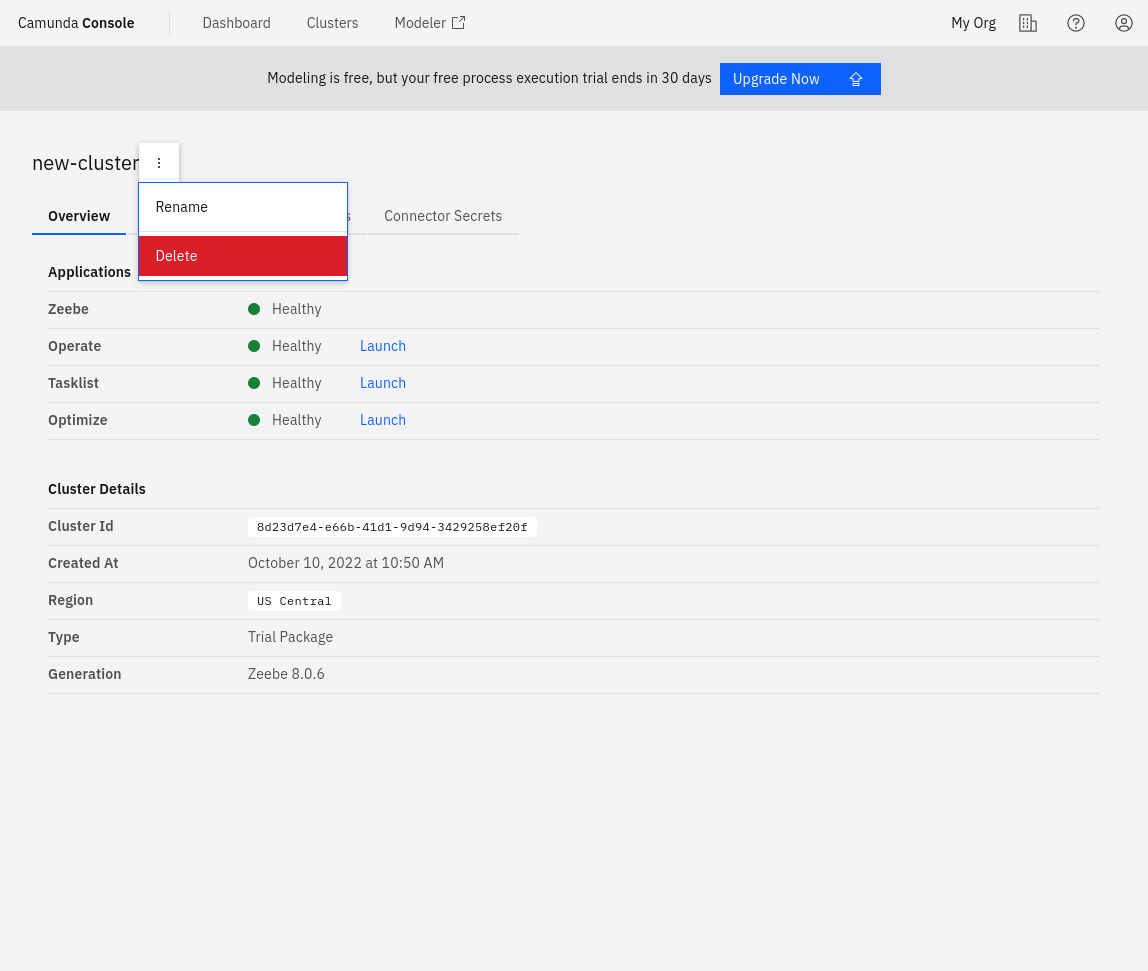 Camunda Console Dashboard Clusters Modeler My Org
Modeling is free, but your free process execution trial ends in 30 days Upgrade Now
new-cluster
Rename
Overview Connector Secrets
Delete
Applications
Zeebe Healthy
Operate Healthy Launch
Tasklist Healthy Launch
Optimize Healthy Launch
Cluster Details
Cluster Id 8d23d7e4-e66b-41d1-9d94-3429258ef20f
Created At October 10, 2022 at 10:50 AM
Region US Central
Type Trial Package
Generation Zeebe 8.0.6